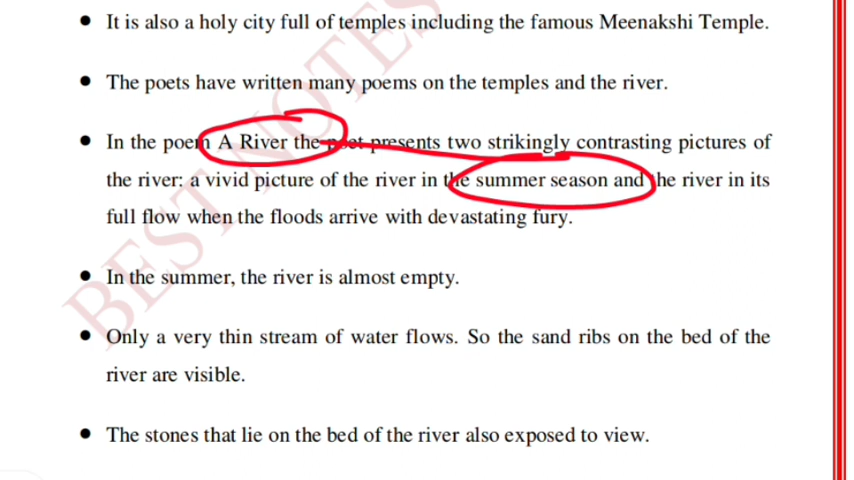 • It is also a holy city full of temples including the famous Meenakshi Temple.
• The poets have written many poems on the temples and the river.
• In the poem A River the poet presents two strikingly contrasting pictures of
the river: a vivid picture of the river in the summer season and the river in its
full flow when the floods arrive with devastating fury.
• In the summer, the river is almost empty.
• Only a very thin stream of water flows. So the sand ribs on the bed of the
river are visible.
• The stones that lie on the bed of the river also exposed to view.
BEST NOTES